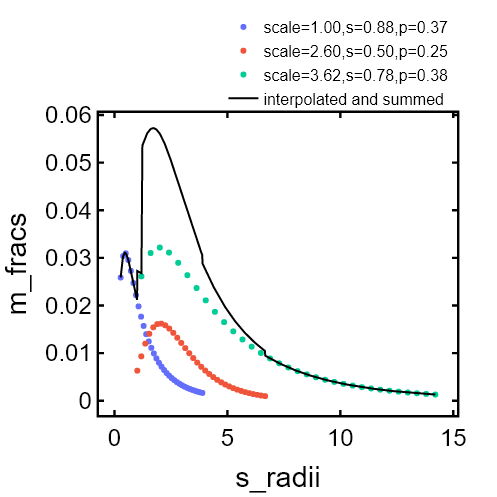 scale=1.00,s=0.88,p=0.37
scale=2.60,s=0.50,p=0.25
scale=3.62,s=0.78,p=0.38
interpolated and summed
0.06
0.05
0.04
0.03
0.02
0.01
0
m_fracs
0 5 10 15
s_radii